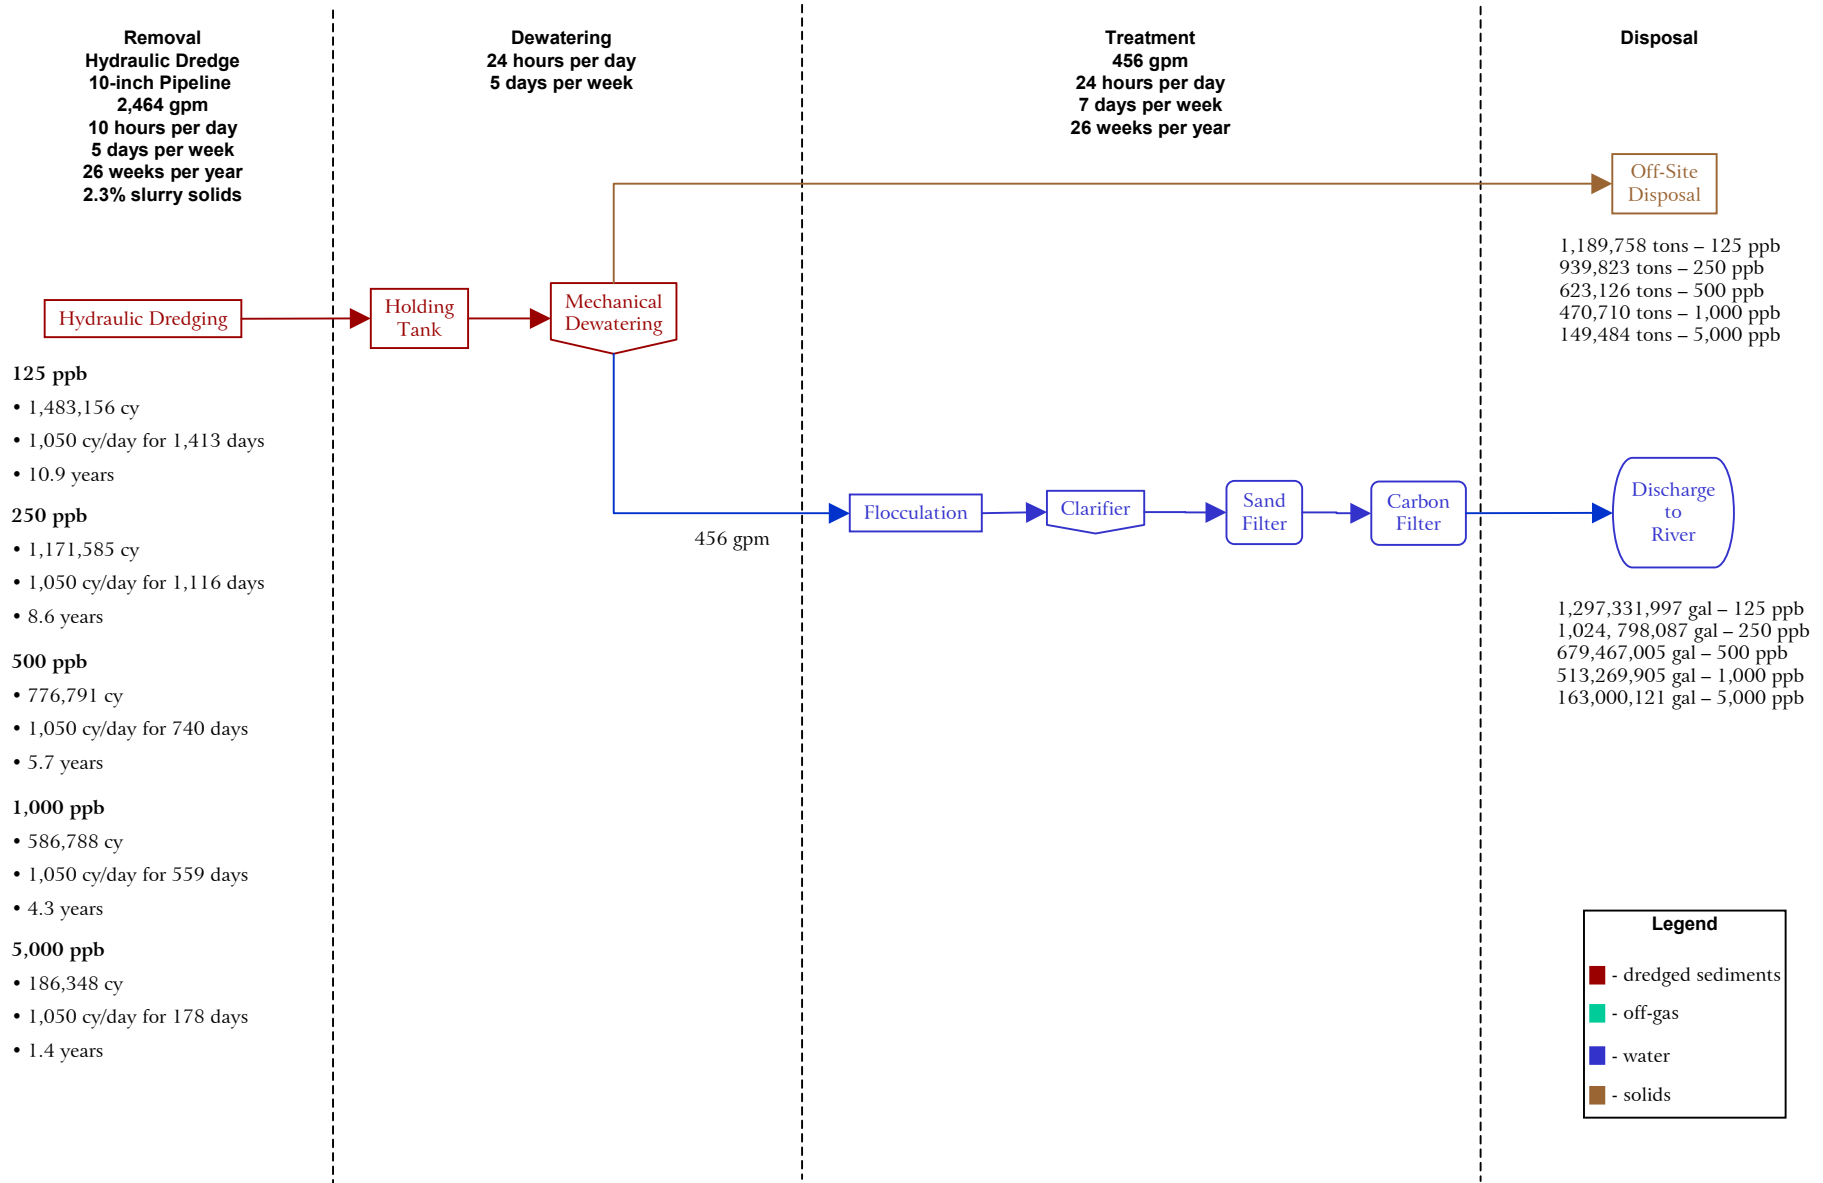 Removal
Hydraulic Dredge
10-inch Pipeline
2,464 gpm
10 hours per day
5 days per week
26 weeks per year
2.3% slurry solids
Dewatering
24 hours per day
5 days per week
Treatment
456 gpm
24 hours per day
7 days per week
26 weeks per year
Disposal
Off-Site
Disposal
1,189,758 tons – 125 ppb
939,823 tons – 250 ppb
623,126 tons – 500 ppb
470,710 tons – 1,000 ppb
149,484 tons – 5,000 ppb
Hydraulic Dredging
Holding
Tank
Mechanical
Dewatering
125 ppb
• 1,483,156 cy
• 1,050 cy/day for 1,413 days
• 10.9 years
250 ppb
• 1,171,585 cy
• 1,050 cy/day for 1,116 days
• 8.6 years
500 ppb
• 776,791 cy
• 1,050 cy/day for 740 days
• 5.7 years
1,000 ppb
• 586,788 cy
• 1,050 cy/day for 559 days
• 4.3 years
5,000 ppb
• 186,348 cy
• 1,050 cy/day for 178 days
• 1.4 years
456 gpm
Flocculation
Clarifier
Sand
Filter
Carbon
Filter
Discharge
to
River
1,297,331,997 gal – 125 ppb
1,024, 798,087 gal – 250 ppb
679,467,005 gal – 500 ppb
513,269,905 gal – 1,000 ppb
163,000,121 gal – 5,000 ppb
Legend
- dredged sediments
- off-gas
- water
- solids